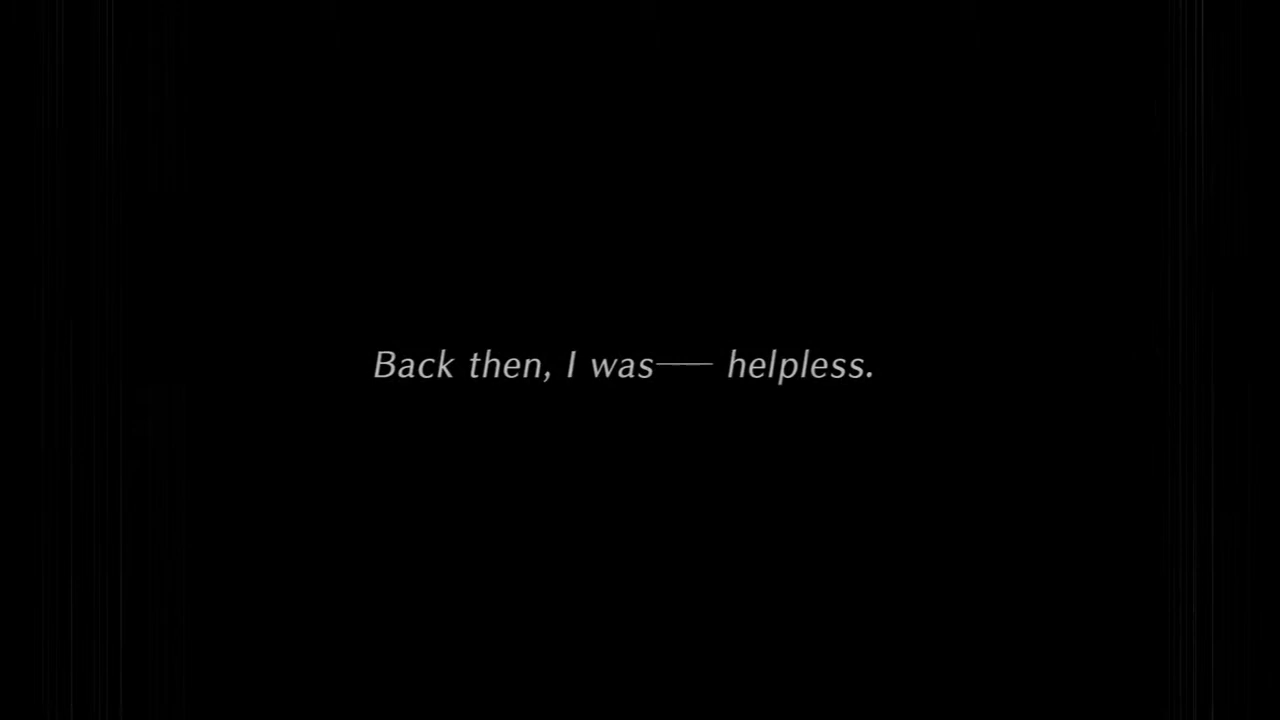 Back then, I was—— helpless.